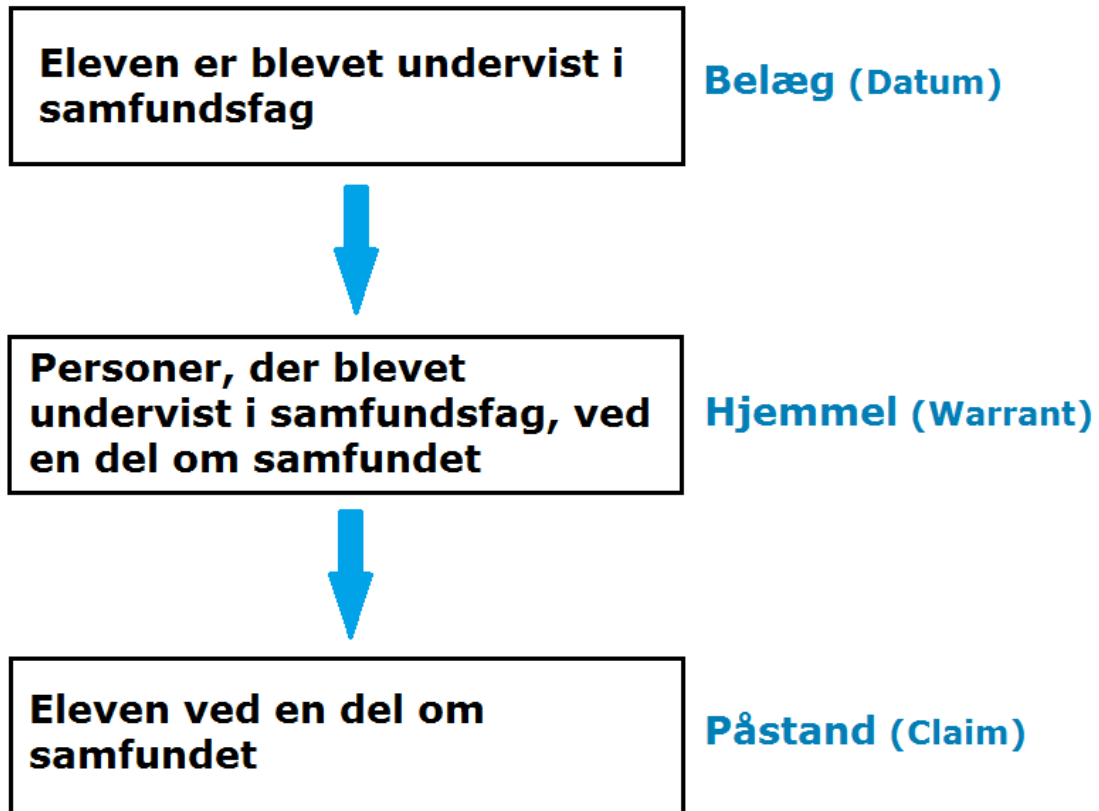 Eleven er blevet undervist i
samfundsfag
Belæg (Datum)
Personer, der blevet
undervist i samfundsfag, ved
en del om samfundet
Hjemmel (Warrant)
Eleven ved en del om
samfundet
Påstand (Claim)